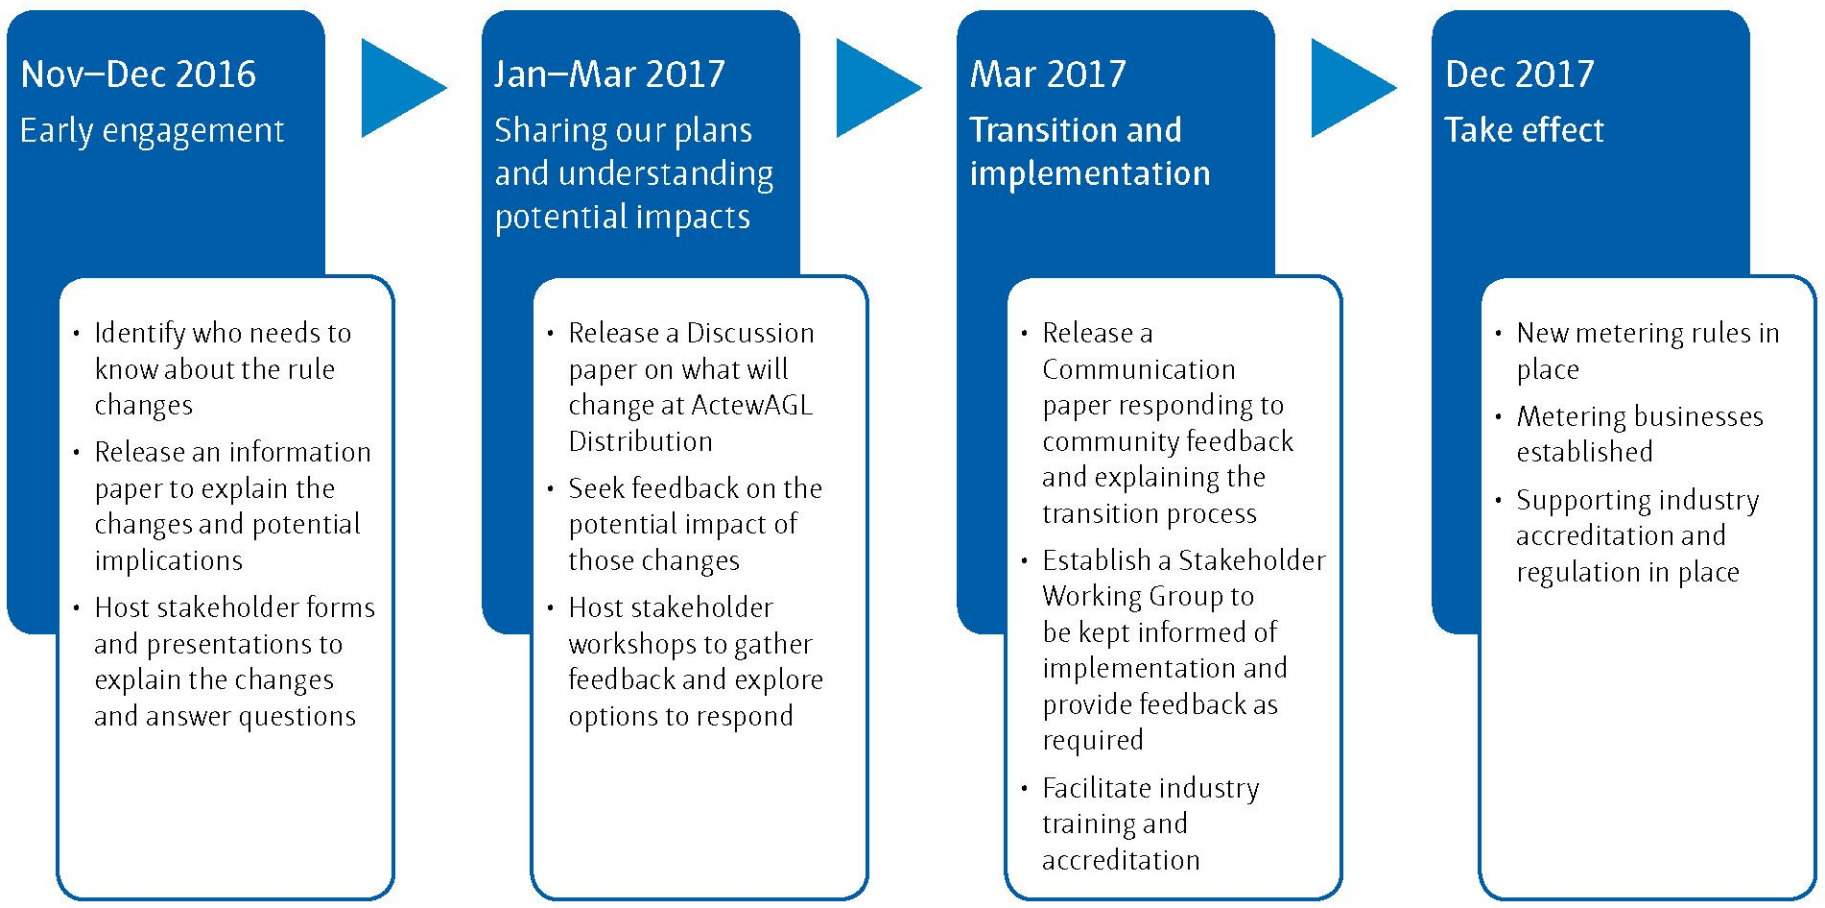 Nov–Dec 2016
Early engagement
• Identify who needs to
know about the rule
changes
• Release an information
paper to explain the
changes and potential
implications
• Host stakeholder forms
and presentations to
explain the changes
and answer questions
Jan–Mar 2017
Sharing our plans
and understanding
potential impacts
• Release a Discussion
paper on what will
change at ActewAGL
Distribution
• Seek feedback on the
potential impact of
those changes
• Host stakeholder
workshops to gather
feedback and explore
options to respond
Mar 2017
Transition and
implementation
• Release a
Communication
paper responding to
community feedback
and explaining the
transition process
• Establish a Stakeholder
Working Group to
be kept informed of
implementation and
provide feedback as
required
• Facilitate industry
training and
accreditation
Dec 2017
Take effect
• New metering rules in
place
• Metering businesses
established
• Supporting industry
accreditation and
regulation in place